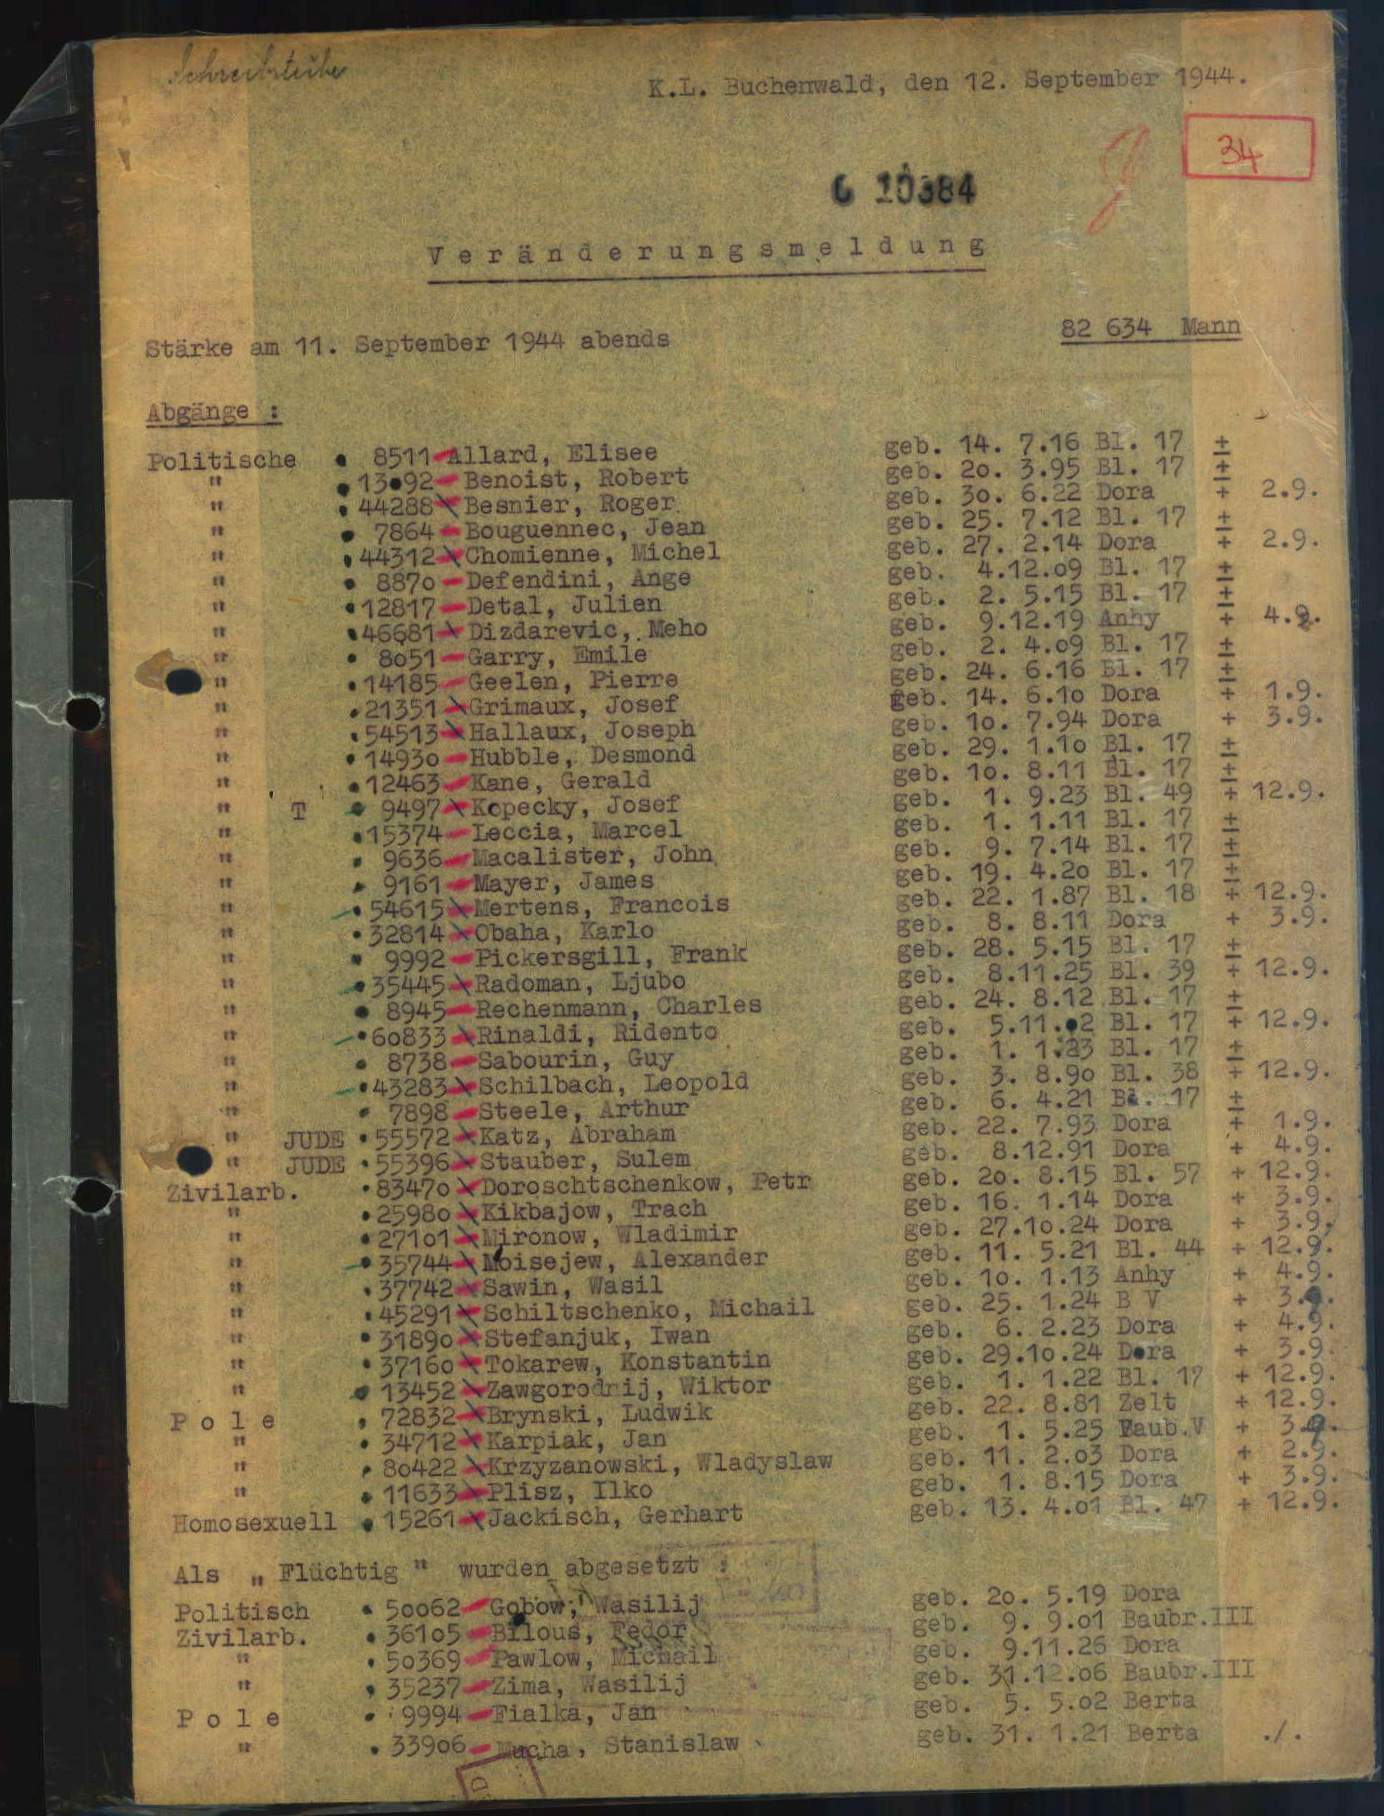 Schreibstube
K.L. Buchenwald, den 12. September 1944.
34
6 10384
Veränderungsmeldung
Stärke am 11. September 1944 abends 82 634 Mann
Abgänge :
Politische 8511 Allard, Elisee geb. 14. 7.16 Bl. 17 ±
" 13092 Benoist, Robert geb. 20. 3.95 Bl. 17 ±
" 44288 Besnier, Roger geb. 30. 6.22 Dora + 2.9.
" 7864 Bouguennec, Jean geb. 25. 7.12 Bl. 17 ±
" 44312 Chomienne, Michel geb. 27. 2.14 Dora + 2.9.
" 8870 Defendini, Ange geb. 4.12.09 Bl. 17 ±
" 12817 Detal, Julien geb. 2. 5.15 Bl. 17 ±
" 46681 Dizdarevic, Meho geb. 9.12.19 Anhy + 4.9.
" 8051 Garry, Emile geb. 2. 4.09 Bl. 17 ±
" 14185 Geelen, Pierre geb. 24. 6.16 Bl. 17 ±
" 21351 Grimaux, Josef geb. 14. 6.10 Dora + 1.9.
" 54513 Hallaux, Joseph geb. 10. 7.94 Dora + 3.9.
" 14930 Hubble, Desmond geb. 29. 1.10 Bl. 17 ±
" 12463 Kane, Gerald geb. 10. 8.11 Bl. 17 ±
" T 9497 Kopecky, Josef geb. 1. 9.23 Bl. 49 + 12.9.
" 15374 Leccia, Marcel geb. 1. 1.11 Bl. 17 ±
" 9636 Macalister, John geb. 9. 7.14 Bl. 17 ±
" 9161 Mayer, James geb. 19. 4.20 Bl. 17 ±
" 54615 Mertens, Francois geb. 22. 1.87 Bl. 18 + 12.9.
" 32814 Obaha, Karlo geb. 8. 8.11 Dora + 3.9.
" 9992 Pickersgill, Frank geb. 28. 5.15 Bl. 17 ±
" 35445 Radoman, Ljubo geb. 8.11.25 Bl. 39 + 12.9.
" 8945 Rechenmann, Charles geb. 24. 8.12 Bl. 17 ±
" 60833 Rinaldi, Ridento geb. 5.11.02 Bl. 17 + 12.9.
" 8738 Sabourin, Guy geb. 1. 1.23 Bl. 17 ±
" 43283 Schilbach, Leopold geb. 3. 8.90 Bl. 38 + 12.9.
" 7898 Steele, Arthur geb. 6. 4.21 Bl. 17 ±
" JUDE 55572 Katz, Abraham geb. 22. 7.93 Dora + 1.9.
" JUDE 55396 Stauber, Sulem geb. 8.12.91 Dora + 4.9.
Zivilarb. 83470 Doroschtschenkow, Petr geb. 20. 8.15 Bl. 57 + 12.9.
" 25980 Kikbajow, Trach geb. 16. 1.14 Dora + 3.9.
" 27101 Mironow, Wladimir geb. 27.10.24 Dora + 3.9.
" 35744 Moisejew, Alexander geb. 11. 5.21 Bl. 44 + 12.9.
" 37742 Sawin, Wasil geb. 10. 1.13 Anhy + 4.9.
" 45291 Schiltschenko, Michail geb. 25. 1.24 B V + 3.9.
" 31890 Stefanjuk, Iwan geb. 6. 2.23 Dora + 4.9.
" 37160 Tokarew, Konstantin geb. 29.10.24 Dora + 3.9.
" 13452 Zawgorodnij, Wiktor geb. 1. 1.22 Bl. 17 + 12.9.
Pole 72832 Brynski, Ludwik geb. 22. 8.81 Zelt + 12.9.
" 34712 Karpiak, Jan geb. 1. 5.25 Baub.V + 3.9.
" 80422 Krzyzanowski, Wladyslaw geb. 11. 2.03 Dora + 2.9.
" 11633 Plisz, Ilko geb. 1. 8.15 Dora + 3.9.
Homosexuell 15261 Jackisch, Gerhart geb. 13. 4.01 Bl. 47 + 12.9.
Als „ Flüchtig " wurden abgesetzt :
Politisch 50062 Gobow, Wasilij geb. 20. 5.19 Dora
Zivilarb. 36105 Bilous, Fedor geb. 9. 9.01 Baubr.III
" 50369 Pawlow, Michail geb. 9.11.26 Dora
" 35237 Zima, Wasilij geb. 31.12.06 Baubr.III
Pole 9994 Fialka, Jan geb. 5. 5.02 Berta
" 33906 Mucha, Stanislaw geb. 31. 1.21 Berta ./.